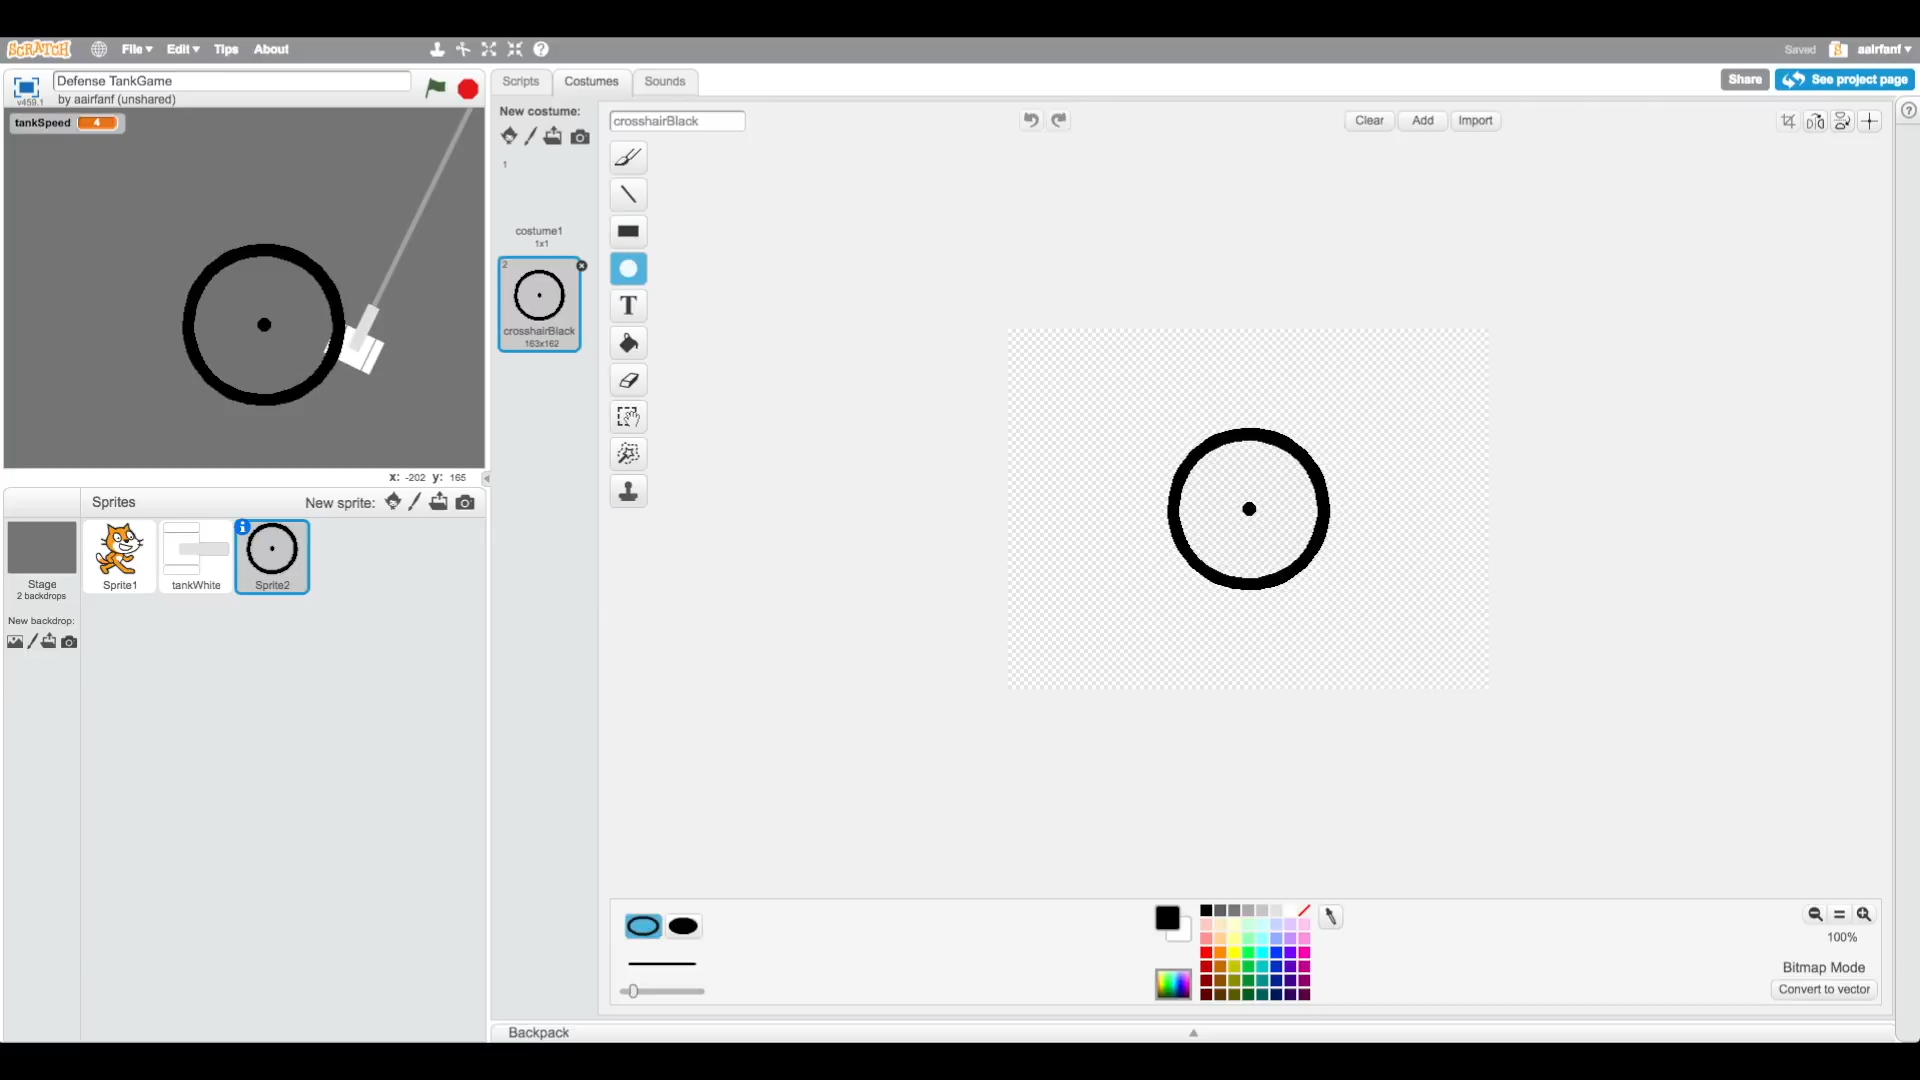 SCRATCH File Edit Tips About Saved aairfanf
v459.1 Defense TankGame
by aairfanf (unshared)
Scripts Costumes Sounds Share See project page
tankSpeed 4
New costume:
crosshairBlack Clear Add Import
1
costume1
1x1
2
crosshairBlack
163x162
T
x: -202 y: 165
Sprites New sprite:
Stage
2 backdrops
New backdrop:
Sprite1 tankWhite Sprite2
100%
Bitmap Mode
Convert to vector
Backpack